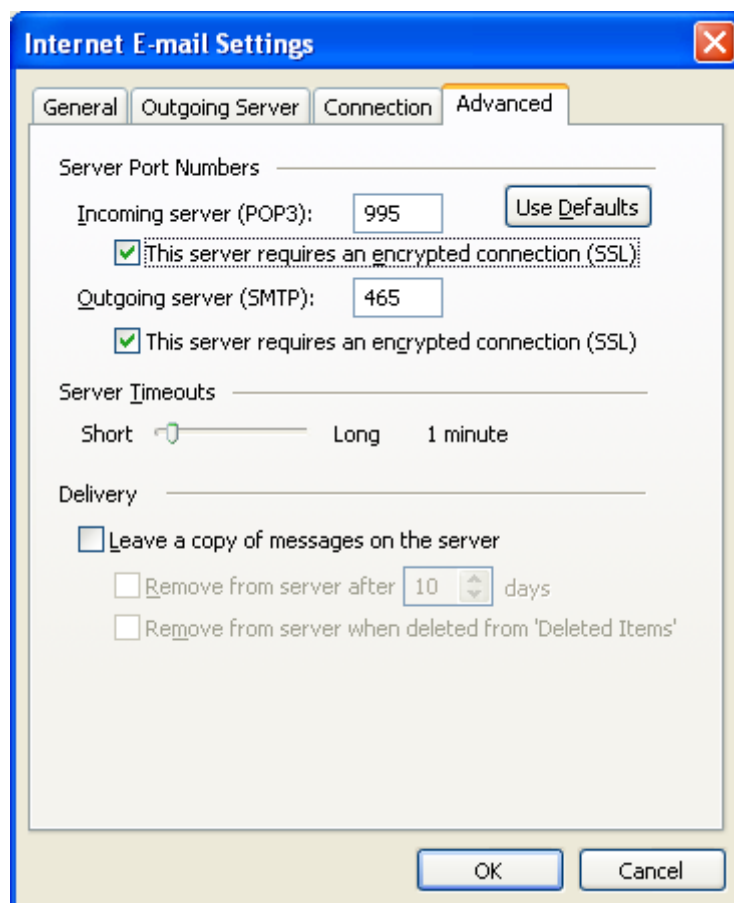 Internet E-mail Settings
General Outgoing Server Connection Advanced
Server Port Numbers
Incoming server (POP3): 995 Use Defaults
This server requires an encrypted connection (SSL)
Outgoing server (SMTP): 465
This server requires an encrypted connection (SSL)
Server Timeouts
Short Long 1 minute
Delivery
Leave a copy of messages on the server
Remove from server after 10 days
Remove from server when deleted from 'Deleted Items'
OK Cancel